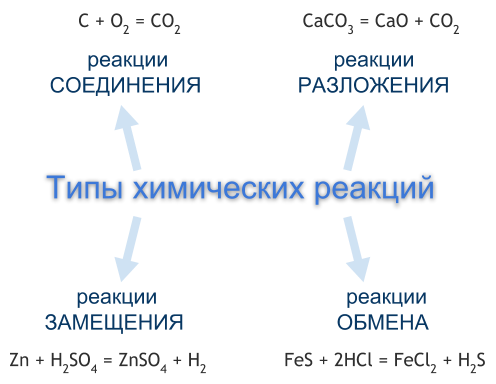 C + O₂ = CO₂
реакции
СОЕДИНЕНИЯ
CaCO₃ = CaO + CO₂
реакции
РАЗЛОЖЕНИЯ
Типы химических реакций
реакции
ЗАМЕЩЕНИЯ
Zn + H₂SO₄ = ZnSO₄ + H₂
реакции
ОБМЕНА
FeS + 2HCl = FeCl₂ + H₂S